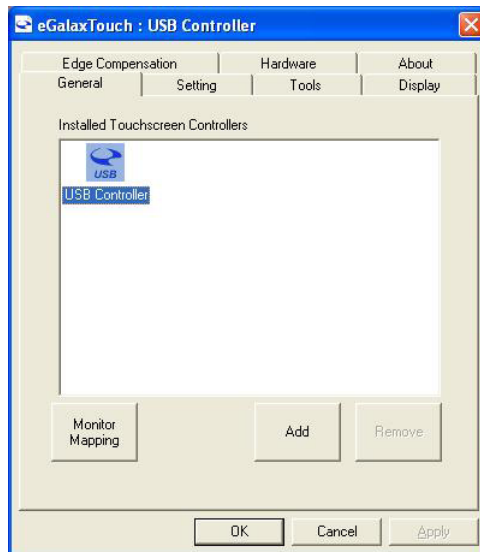 eGalaxTouch : USB Controller
Edge Compensation Hardware About
General Setting Tools Display
Installed Touchscreen Controllers
USB
USB Controller
Monitor
Mapping
Add
Remove
OK Cancel Apply